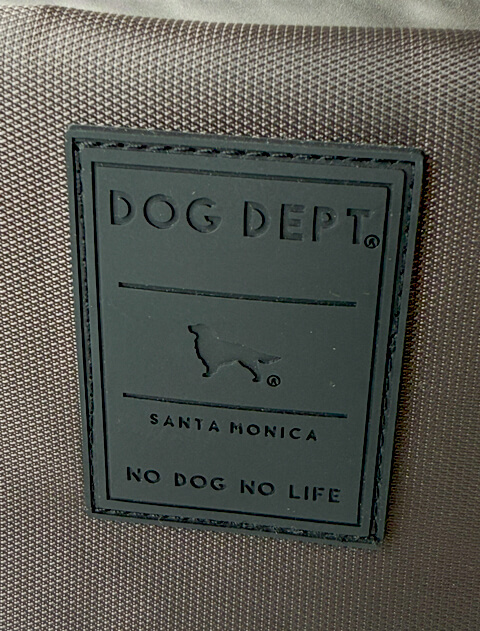 DOG DEPT®
®
SANTA MONICA
NO DOG NO LIFE